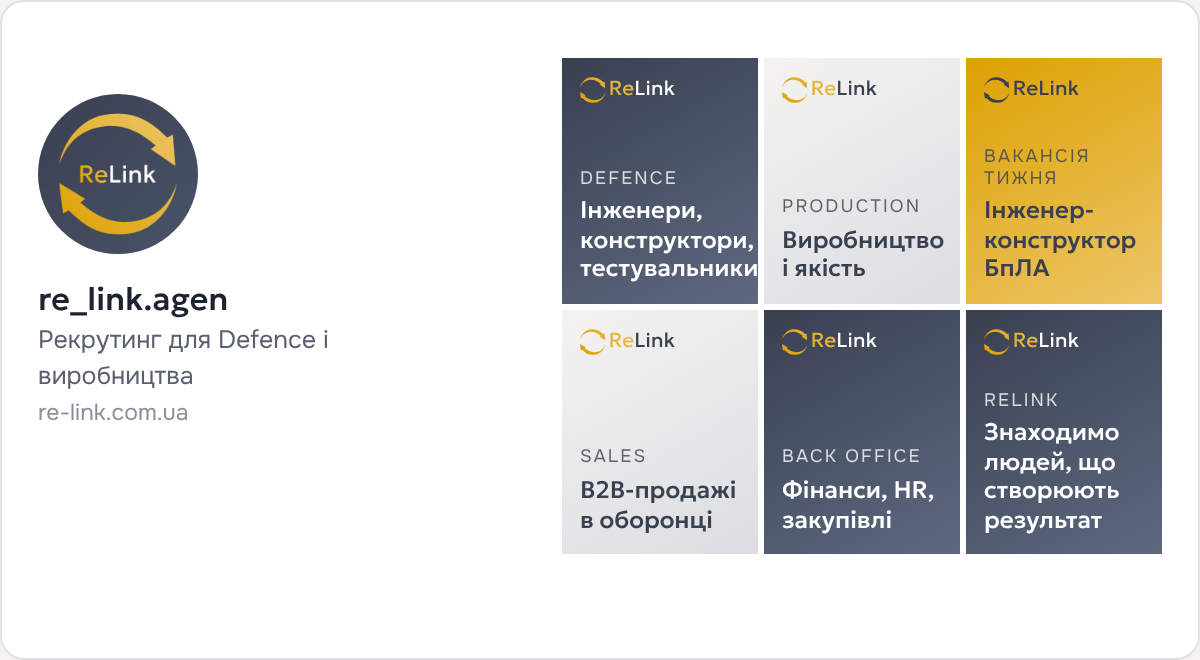 ReLink
re_link.agen
Рекрутинг для Defence і
виробництва
re-link.com.ua
ReLink
DEFENCE
Інженери,
конструктори,
тестувальники
ReLink
PRODUCTION
Виробництво
і якість
ReLink
ВАКАНСІЯ
ТИЖНЯ
Інженер-
конструктор
БпЛА
ReLink
SALES
B2B-продажі
в оборонці
ReLink
BACK OFFICE
Фінанси, HR,
закупівлі
ReLink
RELINK
Знаходимо
людей, що
створюють
результат